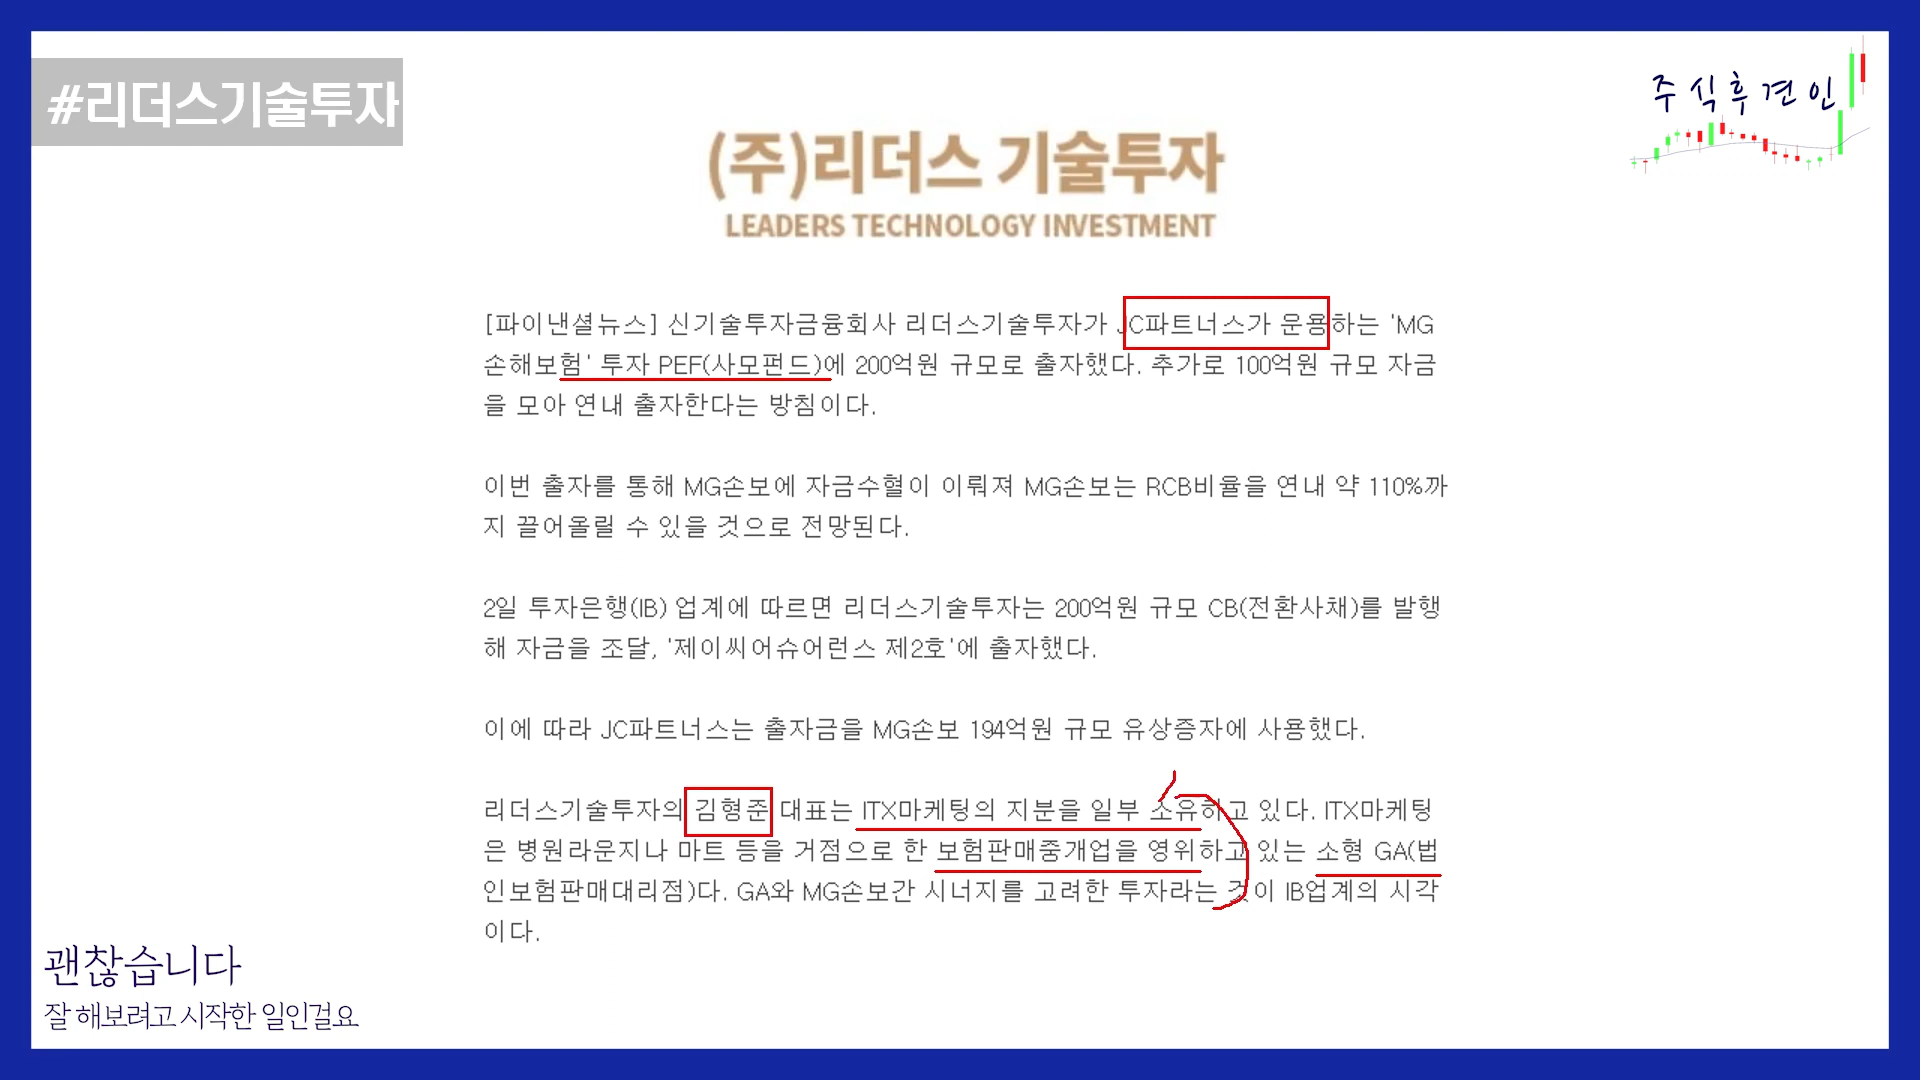 #리더스기술투자
주식후견인
(주)리더스 기술투자
LEADERS TECHNOLOGY INVESTMENT
[파이낸셜뉴스] 신기술투자금융회사 리더스기술투자가 JC파트너스가 운용하는 'MG
손해보험' 투자 PEF(사모펀드)에 200억원 규모로 출자했다. 추가로 100억원 규모 자금
을 모아 연내 출자한다는 방침이다.
이번 출자를 통해 MG손보에 자금수혈이 이뤄져 MG손보는 RCB비율을 연내 약 110%까
지 끌어올릴 수 있을 것으로 전망된다.
2일 투자은행(IB) 업계에 따르면 리더스기술투자는 200억원 규모 CB(전환사채)를 발행
해 자금을 조달, '제이씨어슈어런스 제2호'에 출자했다.
이에 따라 JC파트너스는 출자금을 MG손보 194억원 규모 유상증자에 사용했다.
리더스기술투자의 김형준 대표는 ITX마케팅의 지분을 일부 소유하고 있다. ITX마케팅
은 병원라운지나 마트 등을 거점으로 한 보험판매중개업을 영위하고 있는 소형 GA(법
인보험판매대리점)다. GA와 MG손보간 시너지를 고려한 투자라는 것이 IB업계의 시각
이다.
괜찮습니다
잘 해보려고 시작한 일인걸요